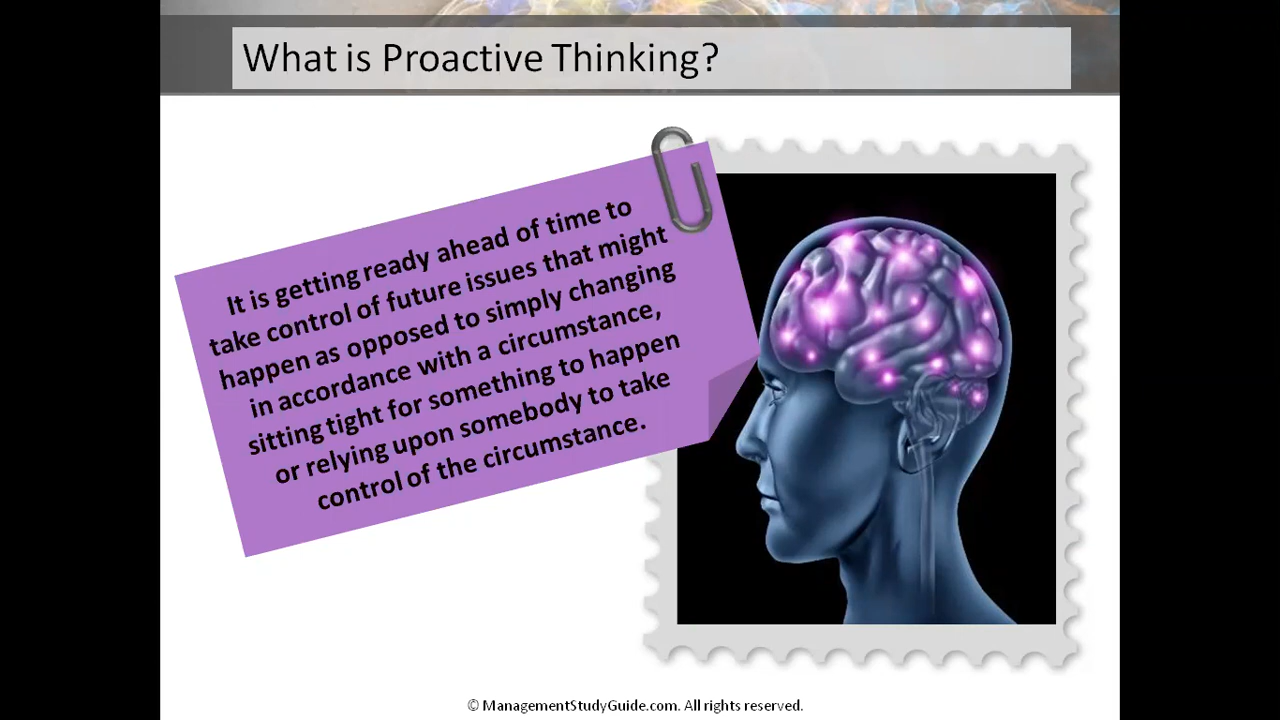 What is Proactive Thinking?
It is getting ready ahead of time to
take control of future issues that might
happen as opposed to simply changing
in accordance with a circumstance,
sitting tight for something to happen
or relying upon somebody to take
control of the circumstance.
© ManagementStudyGuide.com. All rights reserved.